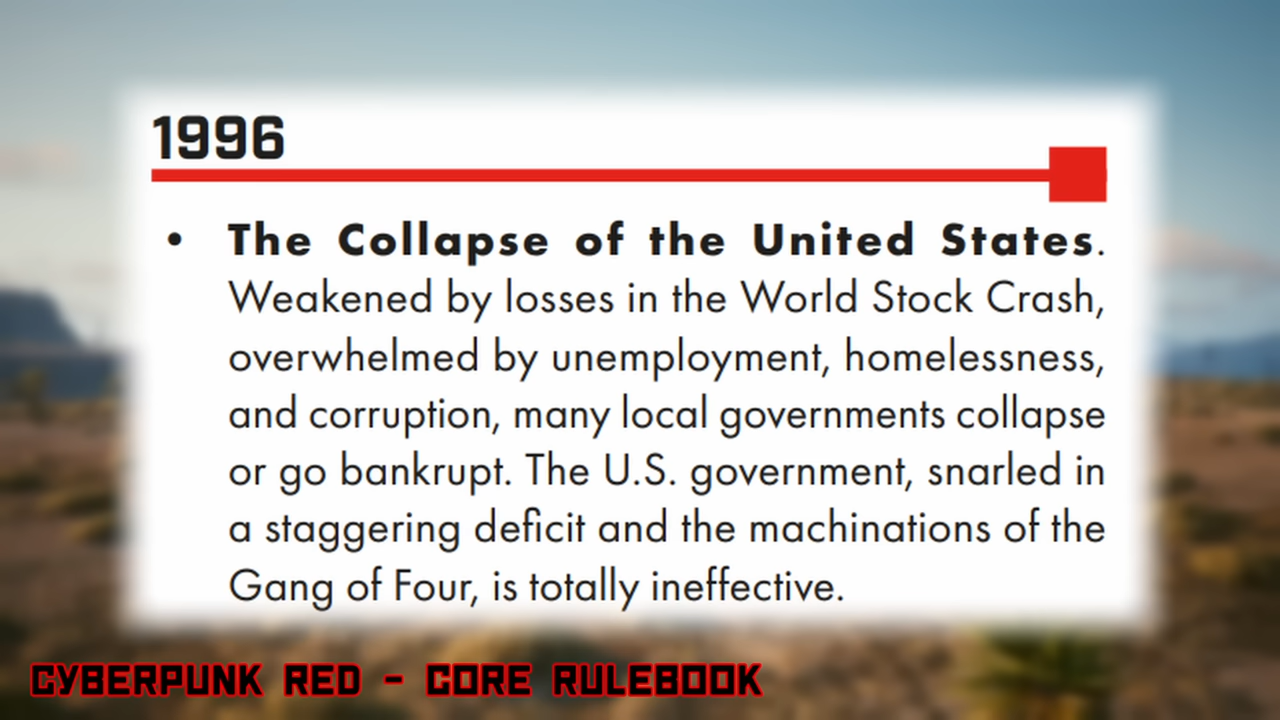 1996
• The Collapse of the United States.
Weakened by losses in the World Stock Crash,
overwhelmed by unemployment, homelessness,
and corruption, many local governments collapse
or go bankrupt. The U.S. government, snarled in
a staggering deficit and the machinations of the
Gang of Four, is totally ineffective.
CYBERPUNK RED - CORE RULEBOOK